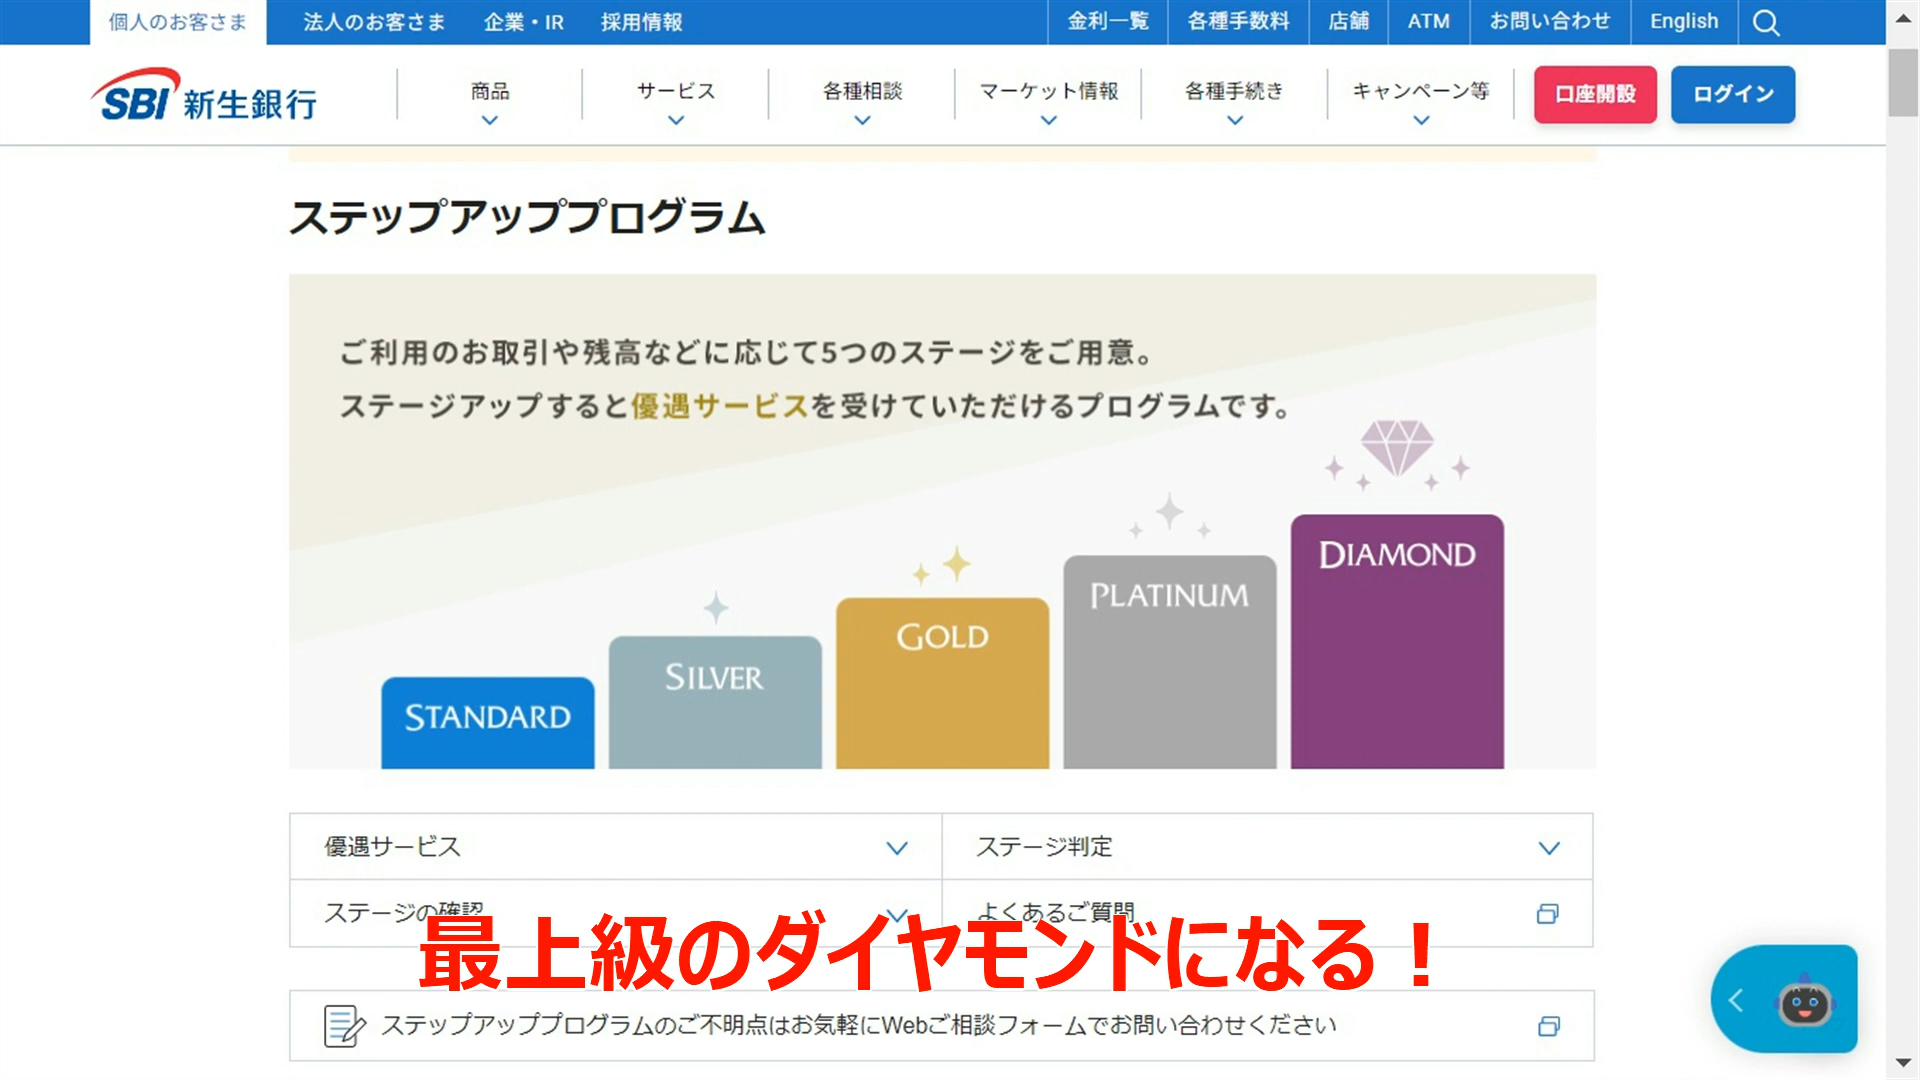 個人のお客さま 法人のお客さま 企業・IR 採用情報 金利一覧 各種手数料 店舗 ATM お問い合わせ English
SBI 新生銀行 商品 サービス 各種相談 マーケット情報 各種手続き キャンペーン等 口座開設 ログイン
ステップアッププログラム
ご利用のお取引や残高などに応じて5つのステージをご用意。
ステージアップすると優遇サービスを受けていただけるプログラムです。
DIAMOND
PLATINUM
GOLD
SILVER
STANDARD
優遇サービス ステージ判定
ステージの確認 よくあるご質問
最上級のダイヤモンドになる！
ステップアッププログラムのご不明点はお気軽にWebご相談フォームでお問い合わせください